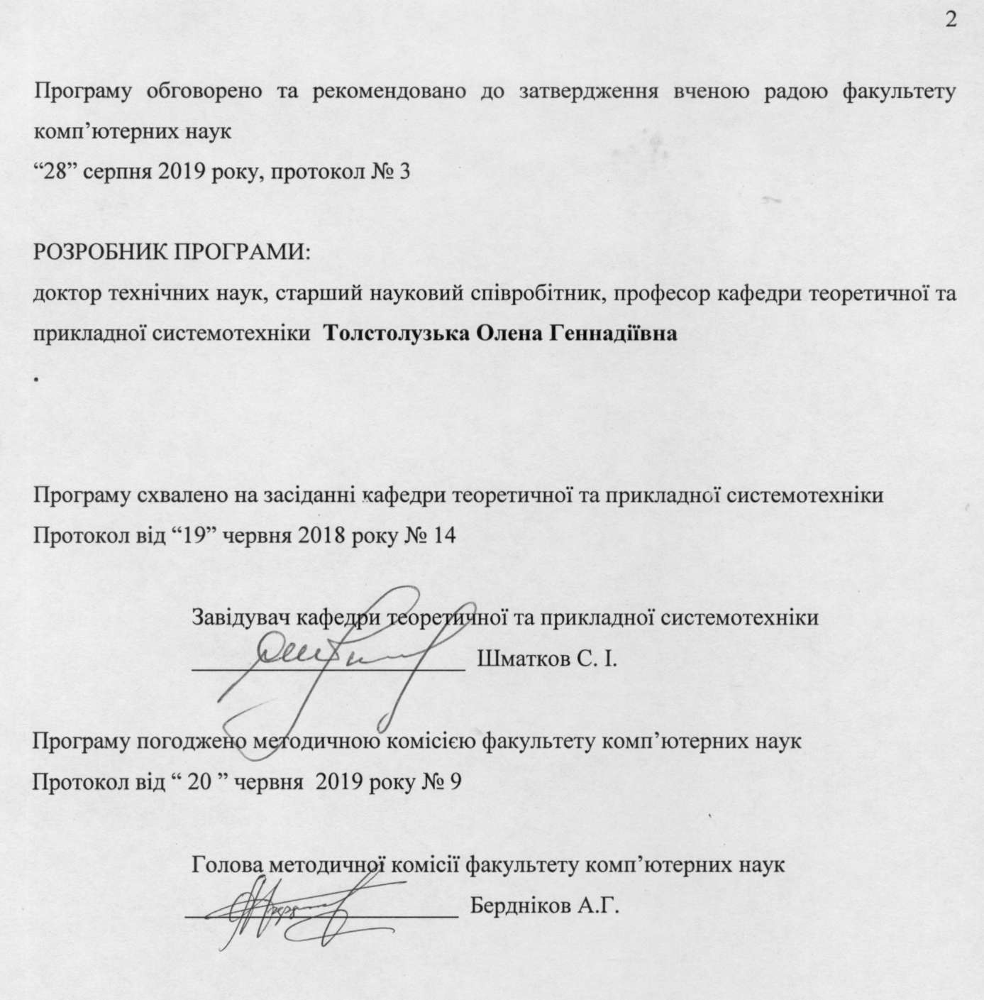 2
Програму обговорено та рекомендовано до затвердження вченою радою факультету
комп’ютерних наук
“28” серпня 2019 року, протокол № 3
РОЗРОБНИК ПРОГРАМИ:
доктор технічних наук, старший науковий співробітник, професор кафедри теоретичної та
прикладної системотехніки Толстолузька Олена Геннадіївна
.
Програму схвалено на засіданні кафедри теоретичної та прикладної системотехніки
Протокол від “19” червня 2018 року № 14
Завідувач кафедри теоретичної та прикладної системотехніки
Шматков С. І.
Програму погоджено методичною комісією факультету комп’ютерних наук
Протокол від “ 20 ” червня 2019 року № 9
Голова методичної комісії факультету комп’ютерних наук
Бердніков А.Г.